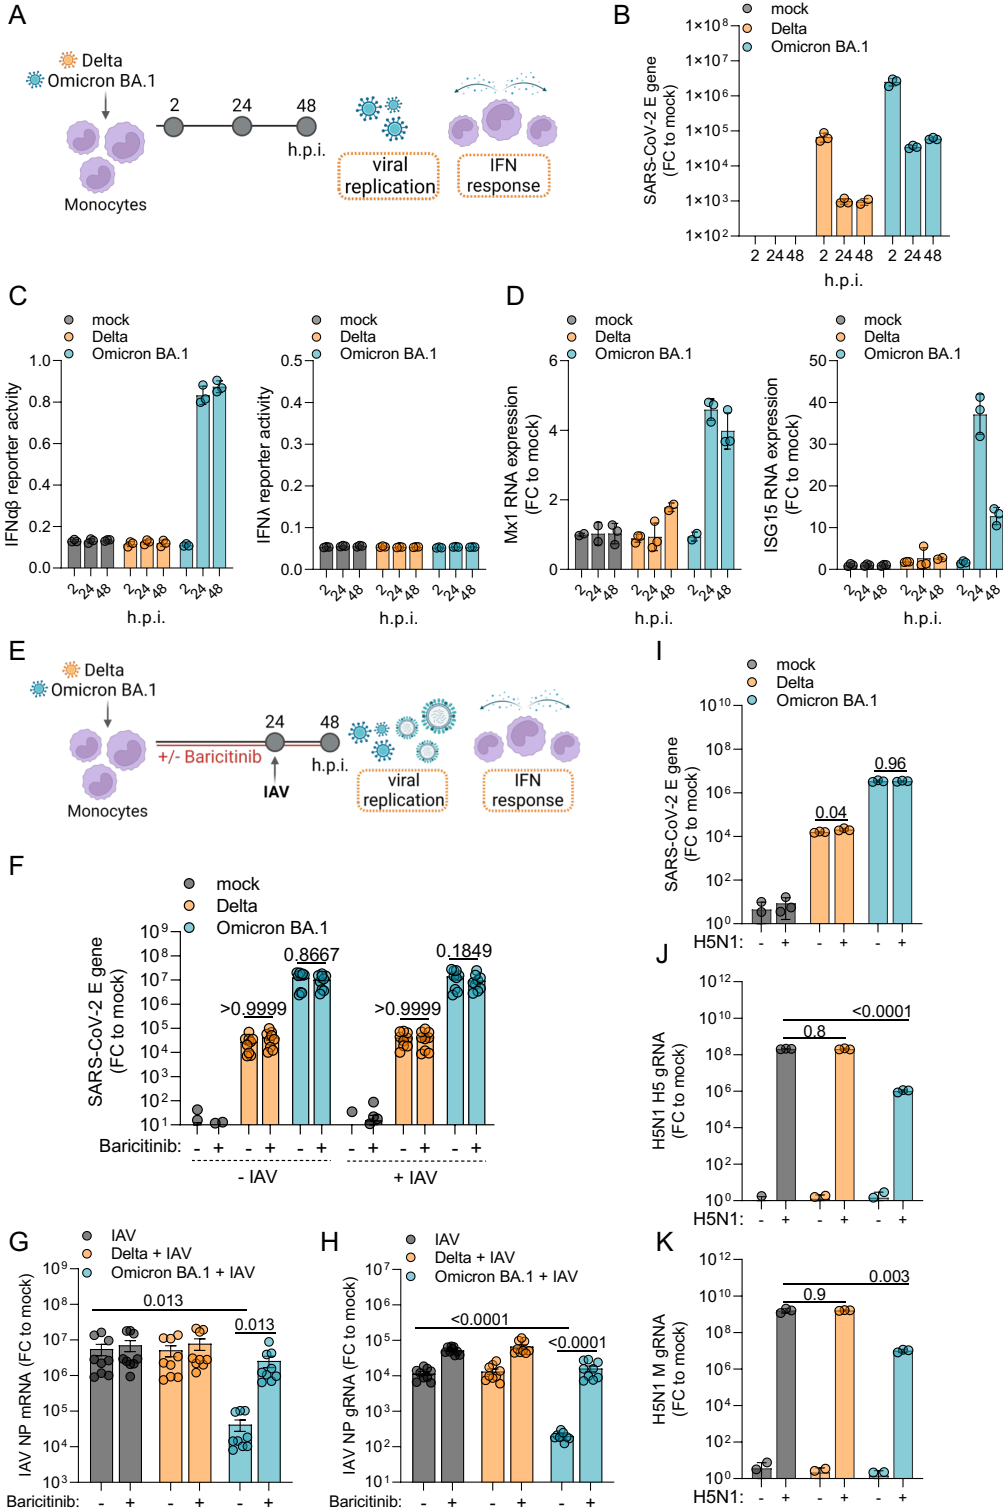 A
Delta
Omicron BA.1
2 24 48
h.p.i.
Monocytes
viral
replication
IFN
response
B
mock
Delta
Omicron BA.1
SARS-CoV-2 E gene
(FC to mock)
1×10⁸
1×10⁷
1×10⁶
1×10⁵
1×10⁴
1×10³
1×10²
2 24 48 2 24 48 2 24 48
h.p.i.
C
mock
Delta
Omicron BA.1
IFNαβ reporter activity
1.0
0.8
0.6
0.4
0.2
0.0
2 24 48 2 24 48 2 24 48
h.p.i.
mock
Delta
Omicron BA.1
IFNλ reporter activity
0.5
0.4
0.3
0.2
0.1
0.0
2 24 48 2 24 48 2 24 48
h.p.i.
D
mock
Delta
Omicron BA.1
Mx1 RNA expression
(FC to mock)
6
4
2
0
2 24 48 2 24 48 2 24 48
h.p.i.
mock
Delta
Omicron BA.1
ISG15 RNA expression
(FC to mock)
50
40
30
20
10
0
2 24 48 2 24 48 2 24 48
h.p.i.
E
Delta
Omicron BA.1
24 48
+/- Baricitinib
h.p.i.
IAV
Monocytes
viral
replication
IFN
response
F
mock
Delta
Omicron BA.1
SARS-CoV-2 E gene
(FC to mock)
10⁹
10⁸
10⁷
10⁶
10⁵
10⁴
10³
10²
10¹
>0.9999
0.8667
>0.9999
0.1849
Baricitinib: - + - + - + - + - + - +
- IAV + IAV
G
IAV
Delta + IAV
Omicron BA.1 + IAV
IAV NP mRNA (FC to mock)
10⁹
10⁸
10⁷
10⁶
10⁵
10⁴
10³
0.013
0.013
Baricitinib: - + - + - +
H
IAV
Delta + IAV
Omicron BA.1 + IAV
IAV NP gRNA (FC to mock)
10⁷
10⁶
10⁵
10⁴
10³
10²
10¹
<0.0001
<0.0001
Baricitinib: - + - + - +
I
mock
Delta
Omicron BA.1
SARS-CoV-2 E gene
(FC to mock)
10¹⁰
10⁸
10⁶
10⁴
10²
10⁰
0.04
0.96
H5N1: - + - + - +
J
H5N1 H5 gRNA
(FC to mock)
10¹²
10¹⁰
10⁸
10⁶
10⁴
10²
10⁰
<0.0001
0.8
H5N1: - + - + - +
K
H5N1 M gRNA
(FC to mock)
10¹²
10¹⁰
10⁸
10⁶
10⁴
10²
10⁰
0.003
0.9
H5N1: - + - + - +